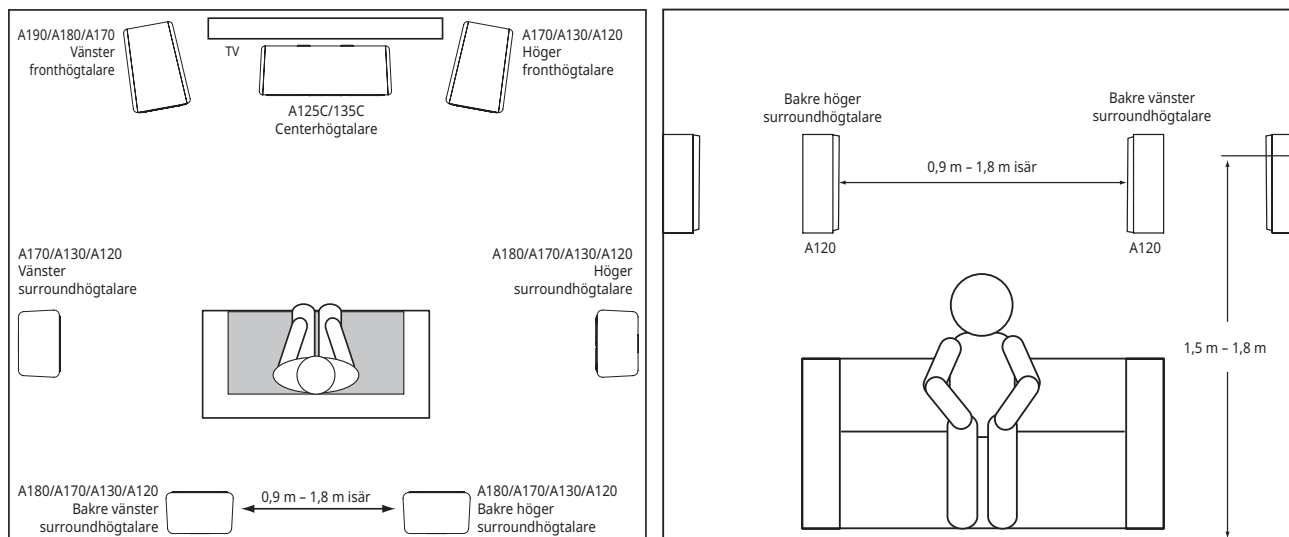 A190/A180/A170
Vänster
fronthögtalare
TV
A170/A130/A120
Höger
fronthögtalare
A125C/135C
Centerhögtalare
A170/A130/A120
Vänster
surroundhögtalare
A180/A170/A130/A120
Höger
surroundhögtalare
A180/A170/A130/A120
Bakre vänster
surroundhögtalare
0,9 m – 1,8 m isär
A180/A170/A130/A120
Bakre höger
surroundhögtalare
Bakre höger
surroundhögtalare
Bakre vänster
surroundhögtalare
0,9 m – 1,8 m isär
A120
A120
1,5 m – 1,8 m